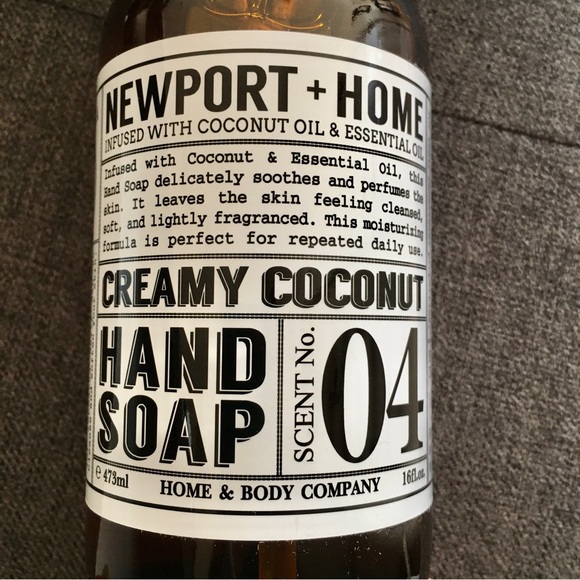 NEWPORT + HOME
INFUSED WITH COCONUT OIL & ESSENTIAL OIL
Infused with Coconut & Essential Oil, this
Hand Soap delicately soothes and perfumes the
skin. It leaves the skin feeling cleansed,
soft, and lightly fragranced. This moisturizing
formula is perfect for repeated daily use.
CREAMY COCONUT
HAND
SOAP
SCENT No.
04
e 473ml
HOME & BODY COMPANY
16fl.oz.